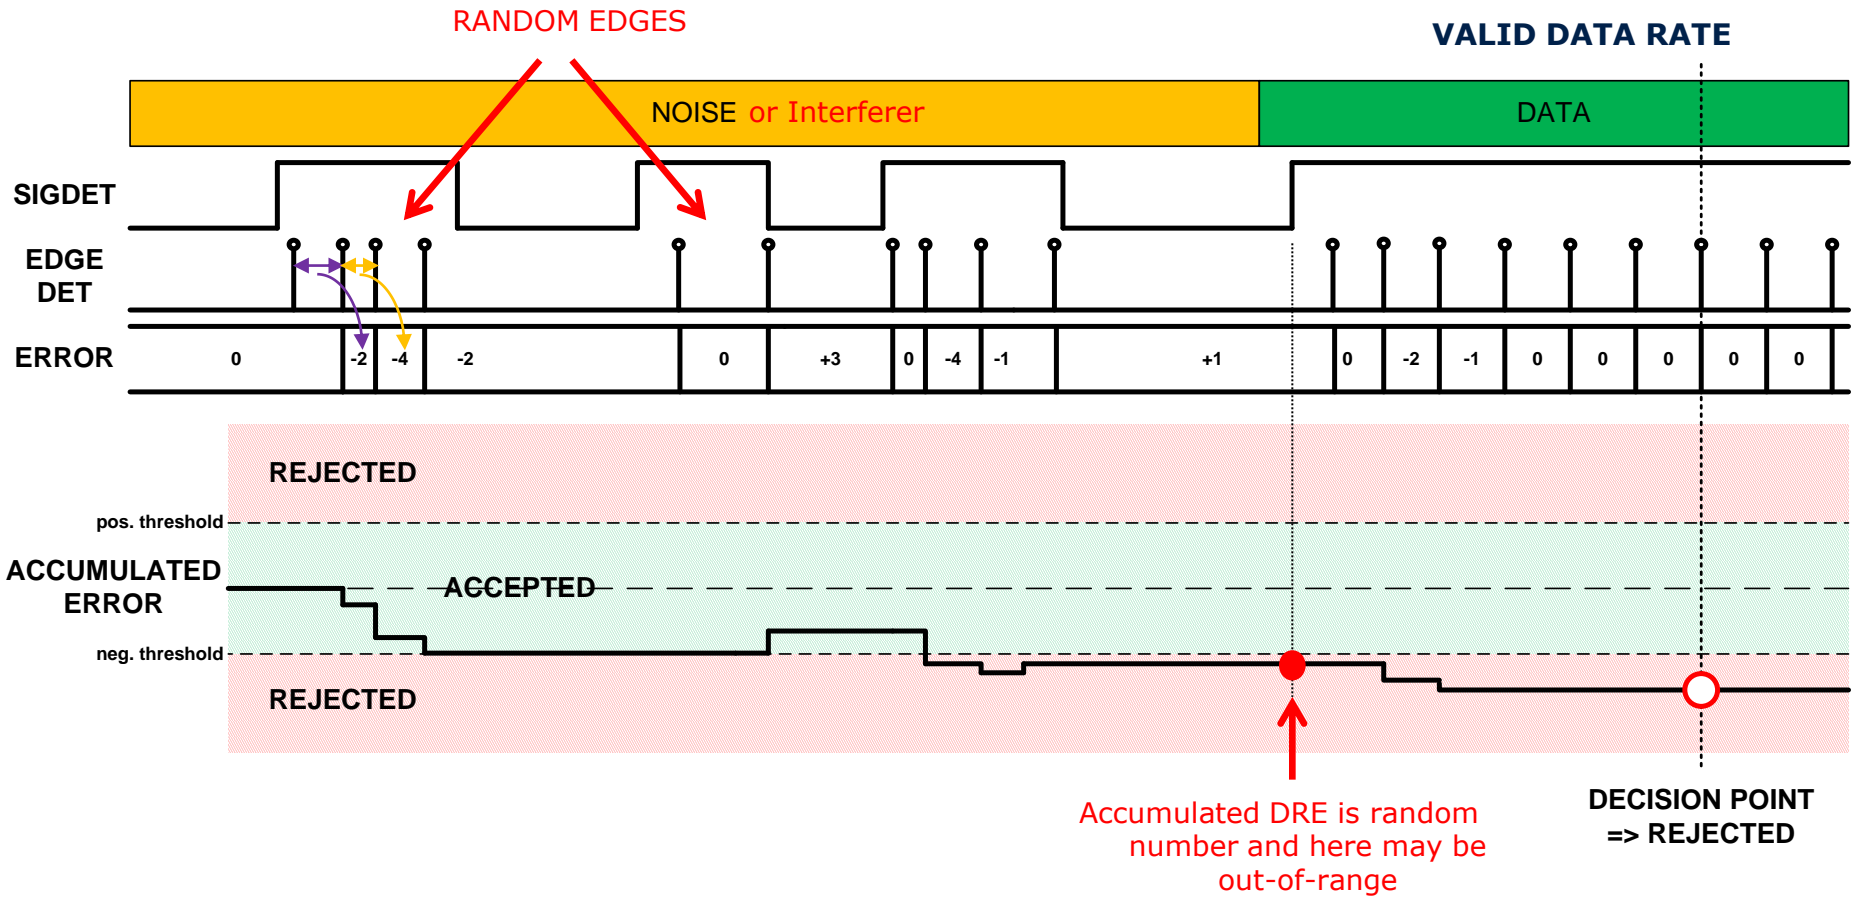 RANDOM EDGES
VALID DATA RATE
NOISE or Interferer
DATA
SIGDET
EDGE
DET
ERROR
0 -2 -4 -2 0 +3 0 -4 -1 +1 0 -2 -1 0 0 0 0 0
REJECTED
pos. threshold
ACCUMULATED
ERROR
ACCEPTED
neg. threshold
REJECTED
Accumulated DRE is random
number and here may be
out-of-range
DECISION POINT
=> REJECTED